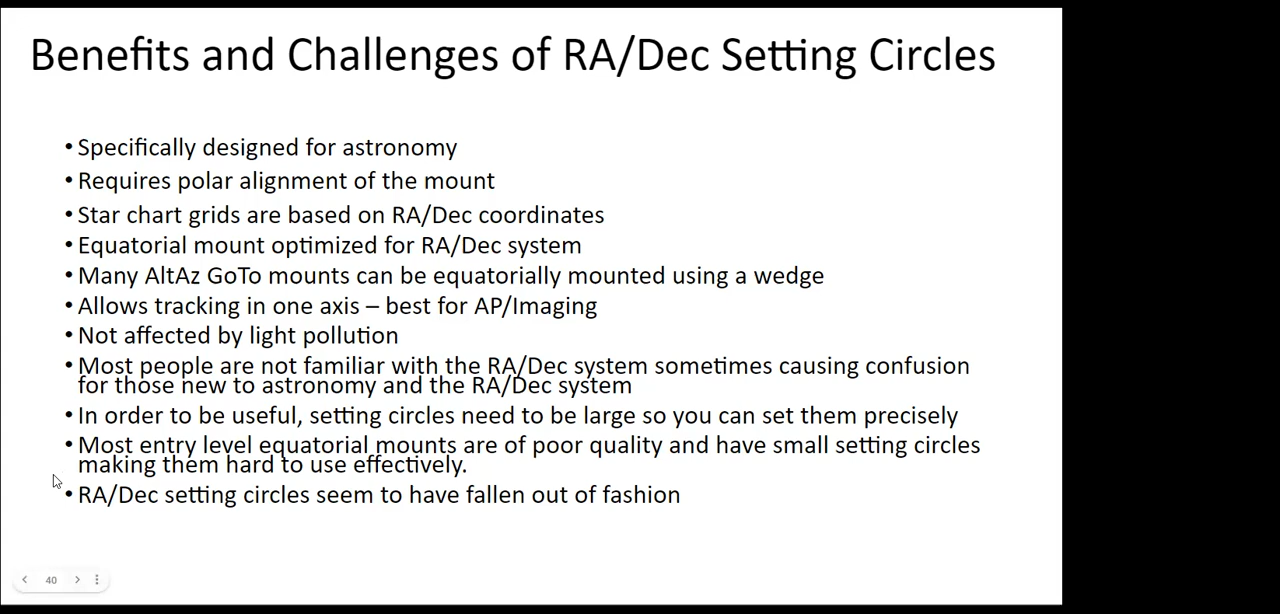 Benefits and Challenges of RA/Dec Setting Circles
• Specifically designed for astronomy
• Requires polar alignment of the mount
• Star chart grids are based on RA/Dec coordinates
• Equatorial mount optimized for RA/Dec system
• Many AltAz GoTo mounts can be equatorially mounted using a wedge
• Allows tracking in one axis – best for AP/Imaging
• Not affected by light pollution
• Most people are not familiar with the RA/Dec system sometimes causing confusion
for those new to astronomy and the RA/Dec system
• In order to be useful, setting circles need to be large so you can set them precisely
• Most entry level equatorial mounts are of poor quality and have small setting circles
making them hard to use effectively.
• RA/Dec setting circles seem to have fallen out of fashion
40